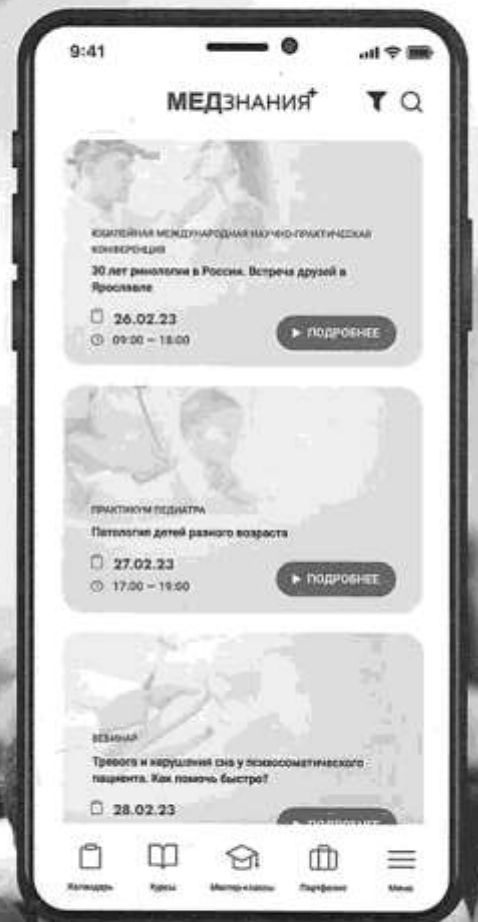 9:41
МЕДЗНАНИЯ+
ЮБИЛЕЙНАЯ МЕЖДУНАРОДНАЯ НАУЧНО-ПРАКТИЧЕСКАЯ
КОНФЕРЕНЦИЯ
30 лет ринологии в России. Встреча друзей в
Ярославле
26.02.23
09:00 – 18:00
ПОДРОБНЕЕ
ПРАКТИКУМ ПЕДИАТРА
Патология детей разного возраста
27.02.23
17:00 – 19:00
ПОДРОБНЕЕ
ВЕБИНАР
Тревога и нарушения сна у психосоматического
пациента. Как помочь быстро?
28.02.23
ПОДРОБНЕЕ
Календарь Курсы Мастер-классы Портфолио Меню